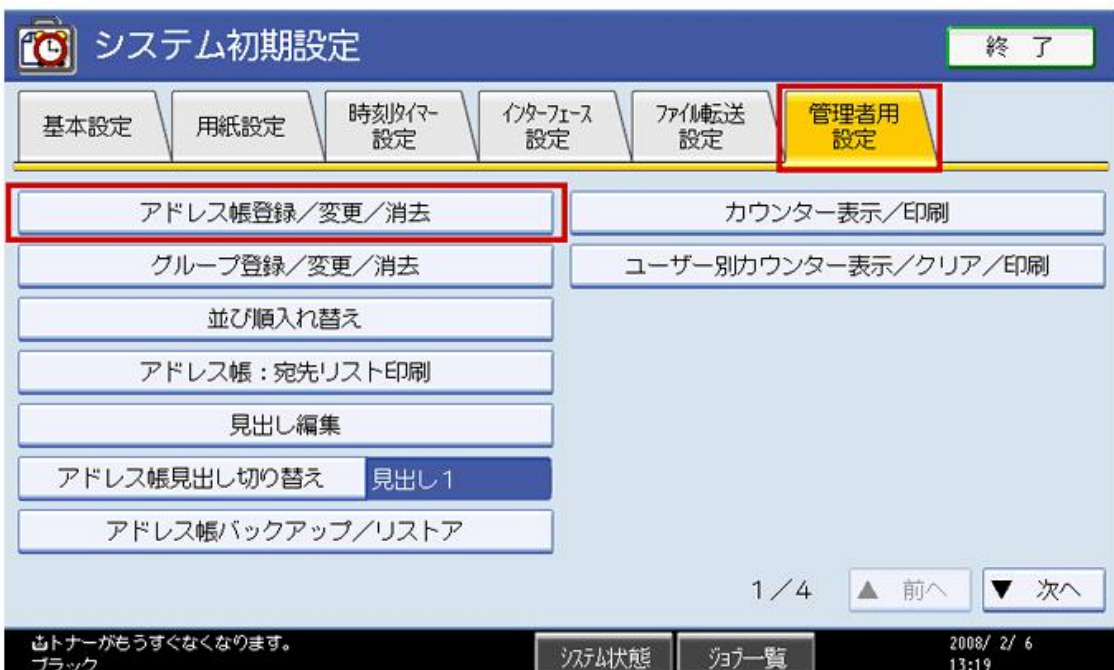 システム初期設定
終 了
基本設定
用紙設定
時刻タイマー
設定
インターフェース
設定
ファイル転送
設定
管理者用
設定
アドレス帳登録／変更／消去
カウンター表示／印刷
グループ登録／変更／消去
ユーザー別カウンター表示／クリア／印刷
並び順入れ替え
アドレス帳：宛先リスト印刷
見出し編集
アドレス帳見出し切り替え
見出し1
アドレス帳バックアップ／リストア
1／4
▲ 前へ
▼ 次へ
トナーがもうすぐなくなります。
ブラック
システム状態
ジョブ一覧
2008/ 2/ 6
13:19